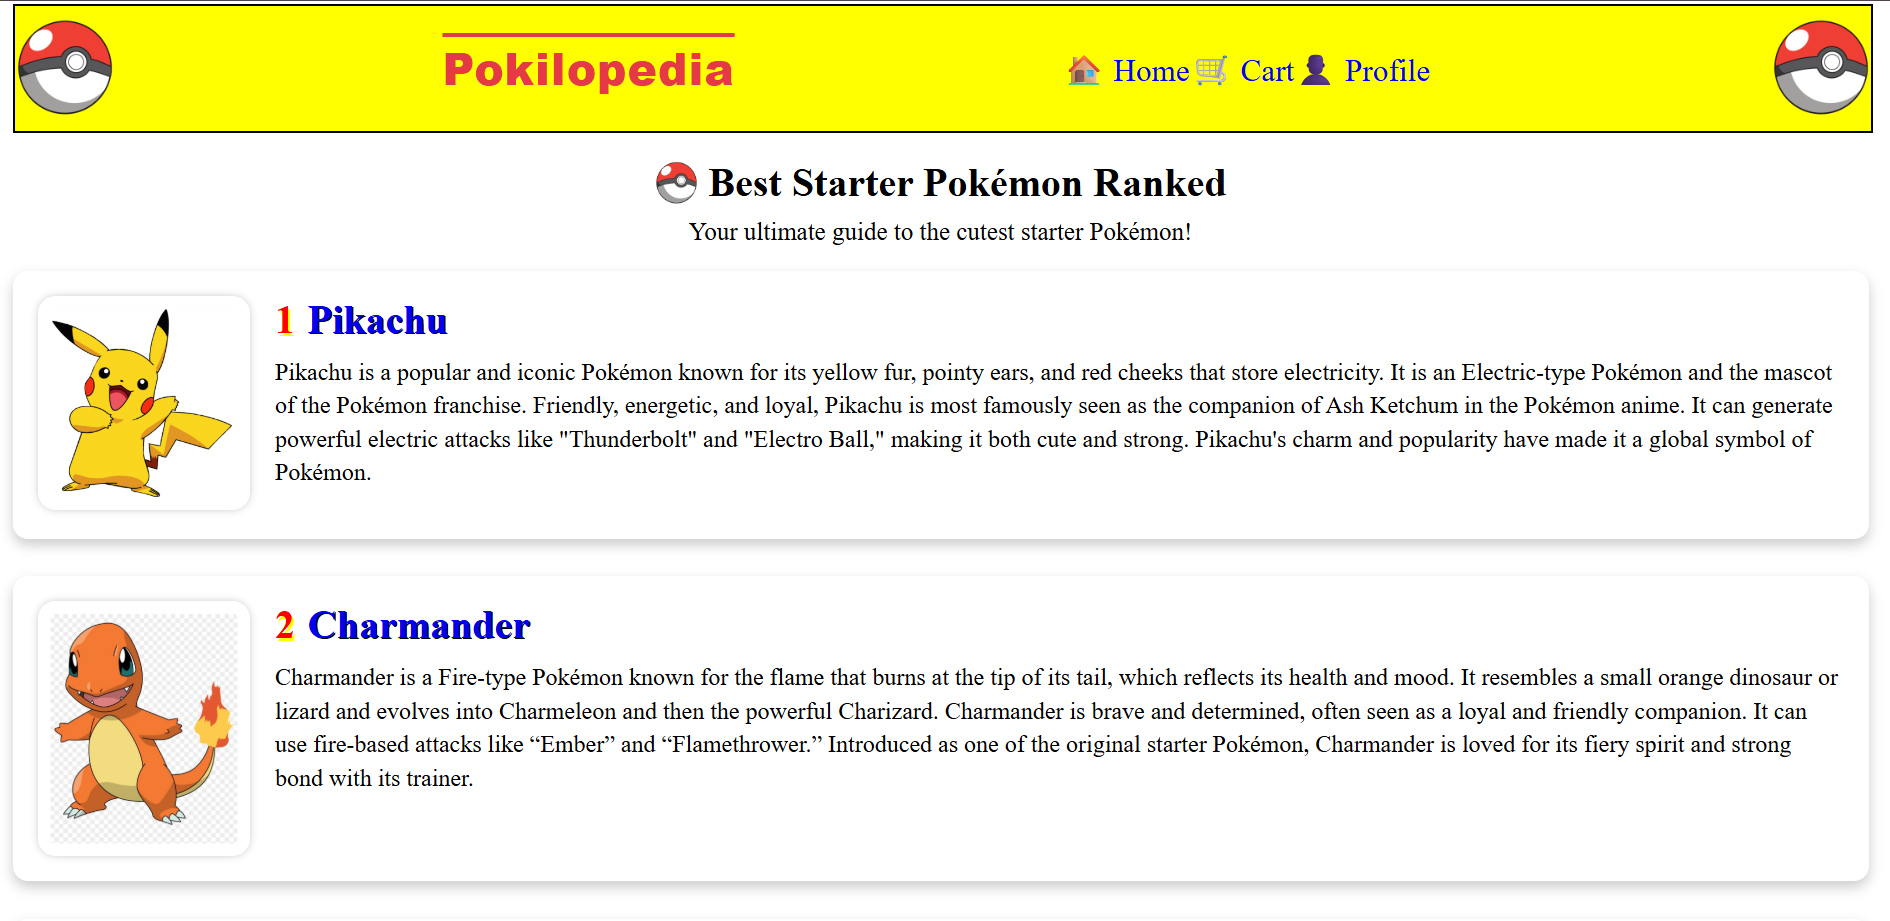 Pokilopedia
🏠 Home 🛒 Cart 👤 Profile
Best Starter Pokémon Ranked
Your ultimate guide to the cutest starter Pokémon!
1 Pikachu
Pikachu is a popular and iconic Pokémon known for its yellow fur, pointy ears, and red cheeks that store electricity. It is an Electric-type Pokémon and the mascot
of the Pokémon franchise. Friendly, energetic, and loyal, Pikachu is most famously seen as the companion of Ash Ketchum in the Pokémon anime. It can generate
powerful electric attacks like "Thunderbolt" and "Electro Ball," making it both cute and strong. Pikachu's charm and popularity have made it a global symbol of
Pokémon.
2 Charmander
Charmander is a Fire-type Pokémon known for the flame that burns at the tip of its tail, which reflects its health and mood. It resembles a small orange dinosaur or
lizard and evolves into Charmeleon and then the powerful Charizard. Charmander is brave and determined, often seen as a loyal and friendly companion. It can
use fire-based attacks like “Ember” and “Flamethrower.” Introduced as one of the original starter Pokémon, Charmander is loved for its fiery spirit and strong
bond with its trainer.